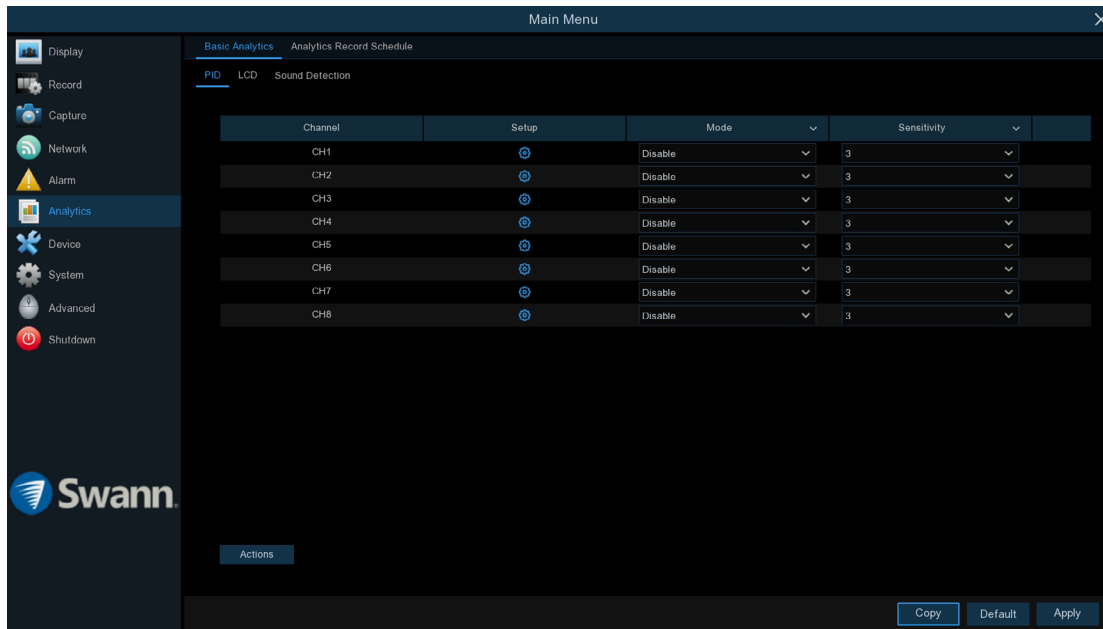 Main Menu
Display
Record
Capture
Network
Alarm
Analytics
Device
System
Advanced
Shutdown
Swann.
Basic Analytics Analytics Record Schedule
PID LCD Sound Detection
Channel Setup Mode Sensitivity
CH1 Disable 3
CH2 Disable 3
CH3 Disable 3
CH4 Disable 3
CH5 Disable 3
CH6 Disable 3
CH7 Disable 3
CH8 Disable 3
Actions
Copy Default Apply